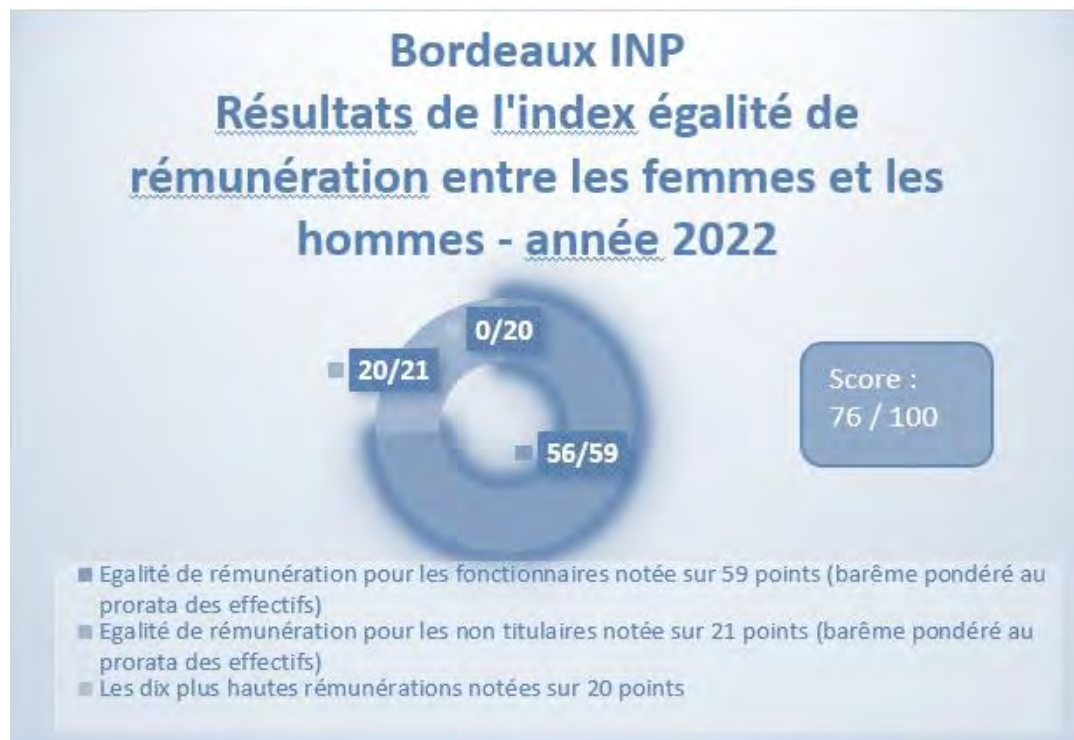 Bordeaux INP
Résultats de l'index égalité de
rémunération entre les femmes et les
hommes - année 2022
0/20
20/21
56/59
Score :
76 / 100
Egalité de rémunération pour les fonctionnaires notée sur 59 points (barême pondéré au
prorata des effectifs)
Egalité de rémunération pour les non titulaires notée sur 21 points (barême pondéré au
prorata des effectifs)
Les dix plus hautes rémunérations notées sur 20 points